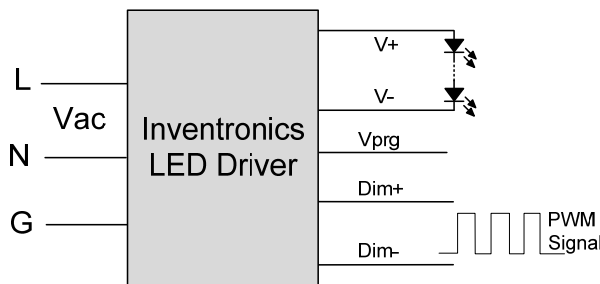 L
Vac
N
G
Inventronics
LED Driver
V+
V-
Vprg
Dim+
Dim-
PWM
Signal